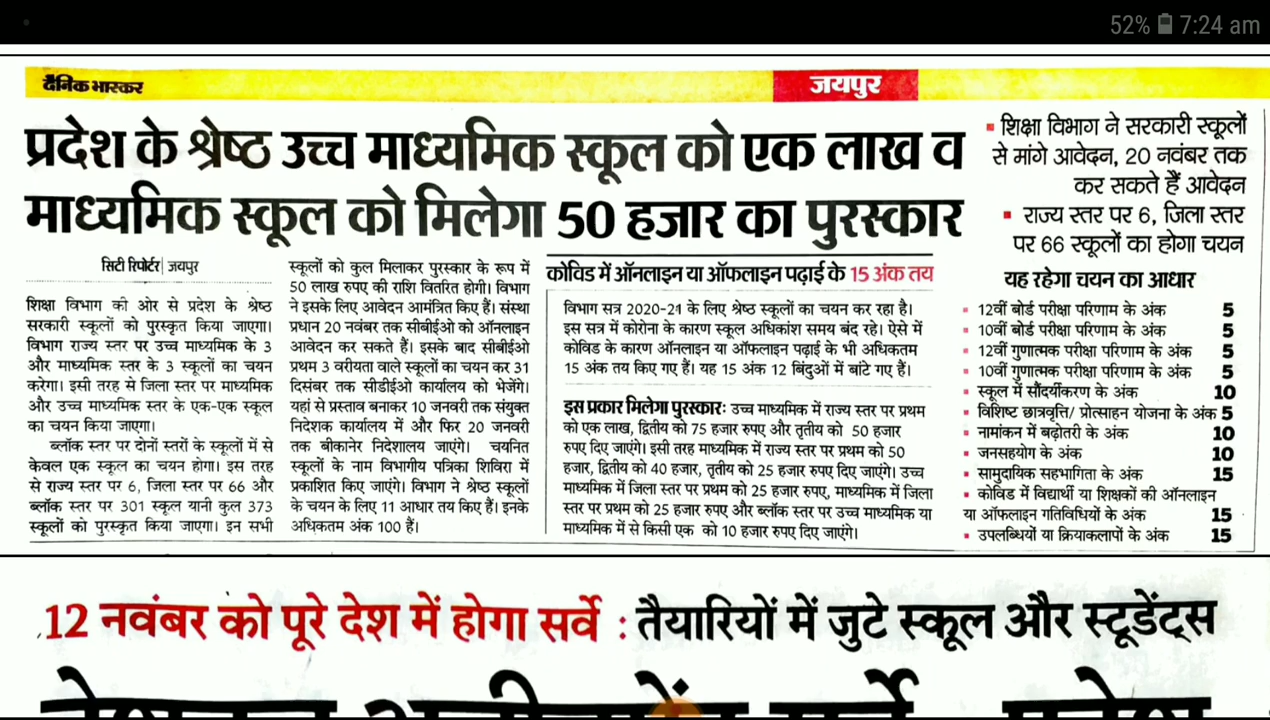 52% 7:24 am
दैनिक भास्कर
जयपुर
प्रदेश के श्रेष्ठ उच्च माध्यमिक स्कूल को एक लाख व
माध्यमिक स्कूल को मिलेगा 50 हजार का पुरस्कार
सिटी रिपोर्टर| जयपुर
शिक्षा विभाग की ओर से प्रदेश के श्रेष्ठ
सरकारी स्कूलों को पुरस्कृत किया जाएगा।
विभाग राज्य स्तर पर उच्च माध्यमिक के 3
और माध्यमिक स्तर के 3 स्कूलों का चयन
करेगा। इसी तरह से जिला स्तर पर माध्यमिक
और उच्च माध्यमिक स्तर के एक-एक स्कूल
का चयन किया जाएगा।
ब्लॉक स्तर पर दोनों स्तरों के स्कूलों में से
केवल एक स्कूल का चयन होगा। इस तरह
से राज्य स्तर पर 6, जिला स्तर पर 66 और
ब्लॉक स्तर पर 301 स्कूल यानी कुल 373
स्कूलों को पुरस्कृत किया जाएगा। इन सभी
स्कूलों को कुल मिलाकर पुरस्कार के रूप में
50 लाख रुपए की राशि वितरित होगी। विभाग
ने इसके लिए आवेदन आमंत्रित किए हैं। संस्था
प्रधान 20 नवंबर तक सीबीईओ को ऑनलाइन
आवेदन कर सकते हैं। इसके बाद सीबीईओ
प्रथम 3 वरीयता वाले स्कूलों का चयन कर 31
दिसंबर तक सीडीईओ कार्यालय को भेजेंगे।
यहां से प्रस्ताव बनाकर 10 जनवरी तक संयुक्त
निदेशक कार्यालय में और फिर 20 जनवरी
तक बीकानेर निदेशालय जाएंगे। चयनित
स्कूलों के नाम विभागीय पत्रिका शिविरा में
प्रकाशित किए जाएंगे। विभाग ने श्रेष्ठ स्कूलों
के चयन के लिए 11 आधार तय किए हैं। इनके
अधिकतम अंक 100 हैं।
कोविड में ऑनलाइन या ऑफलाइन पढ़ाई के 15 अंक तय
विभाग सत्र 2020-21 के लिए श्रेष्ठ स्कूलों का चयन कर रहा है।
इस सत्र में कोरोना के कारण स्कूल अधिकांश समय बंद रहे। ऐसे में
कोविड के कारण ऑनलाइन या ऑफलाइन पढ़ाई के भी अधिकतम
15 अंक तय किए गए हैं। यह 15 अंक 12 बिंदुओं में बांटे गए हैं।
इस प्रकार मिलेगा पुरस्कार: उच्च माध्यमिक में राज्य स्तर पर प्रथम
को एक लाख, द्वितीय को 75 हजार रुपए और तृतीय को 50 हजार
रुपए दिए जाएंगे। इसी तरह माध्यमिक में राज्य स्तर पर प्रथम को 50
हजार, द्वितीय को 40 हजार, तृतीय को 25 हजार रुपए दिए जाएंगे। उच्च
माध्यमिक में जिला स्तर पर प्रथम को 25 हजार रुपए, माध्यमिक में जिला
स्तर पर प्रथम को 25 हजार रुपए और ब्लॉक स्तर पर उच्च माध्यमिक या
माध्यमिक में से किसी एक को 10 हजार रुपए दिए जाएंगे।
▪ शिक्षा विभाग ने सरकारी स्कूलों
से मांगे आवेदन, 20 नवंबर तक
कर सकते हैं आवेदन
▪ राज्य स्तर पर 6, जिला स्तर
पर 66 स्कूलों का होगा चयन
यह रहेगा चयन का आधार
▪ 12वीं बोर्ड परीक्षा परिणाम के अंक 5
▪ 10वीं बोर्ड परीक्षा परिणाम के अंक 5
▪ 12वीं गुणात्मक परीक्षा परिणाम के अंक 5
▪ 10वीं गुणात्मक परीक्षा परिणाम के अंक 5
▪ स्कूल में सौंदर्यीकरण के अंक 10
▪ विशिष्ट छात्रवृत्ति/ प्रोत्साहन योजना के अंक 5
▪ नामांकन में बढ़ोतरी के अंक 10
▪ जनसहयोग के अंक 10
▪ सामुदायिक सहभागिता के अंक 15
▪ कोविड में विद्यार्थी या शिक्षकों की ऑनलाइन
या ऑफलाइन गतिविधियों के अंक 15
▪ उपलब्धियों या क्रियाकलापों के अंक 15
12 नवंबर को पूरे देश में होगा सर्वे : तैयारियों में जुटे स्कूल और स्टूडेंट्स